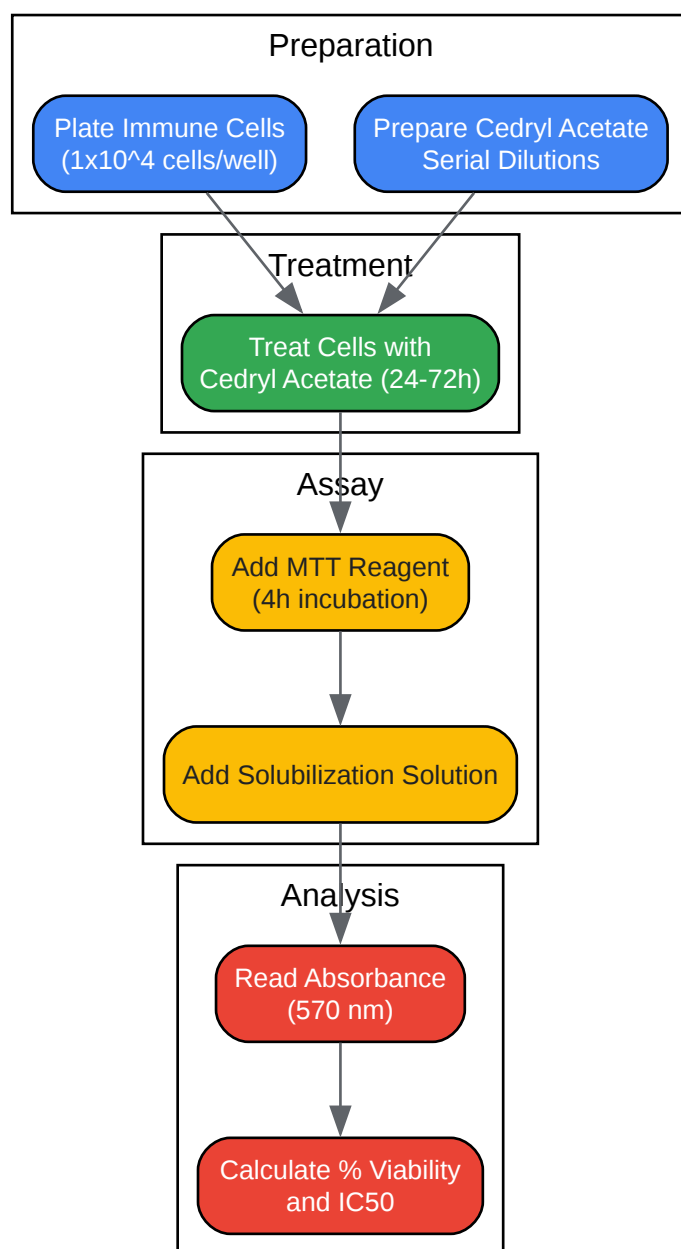 Preparation
Plate Immune Cells
(1x10^4 cells/well)
Prepare Cedryl Acetate
Serial Dilutions
Treatment
Treat Cells with
Cedryl Acetate (24-72h)
Assay
Add MTT Reagent
(4h incubation)
Add Solubilization Solution
Analysis
Read Absorbance
(570 nm)
Calculate % Viability
and IC50